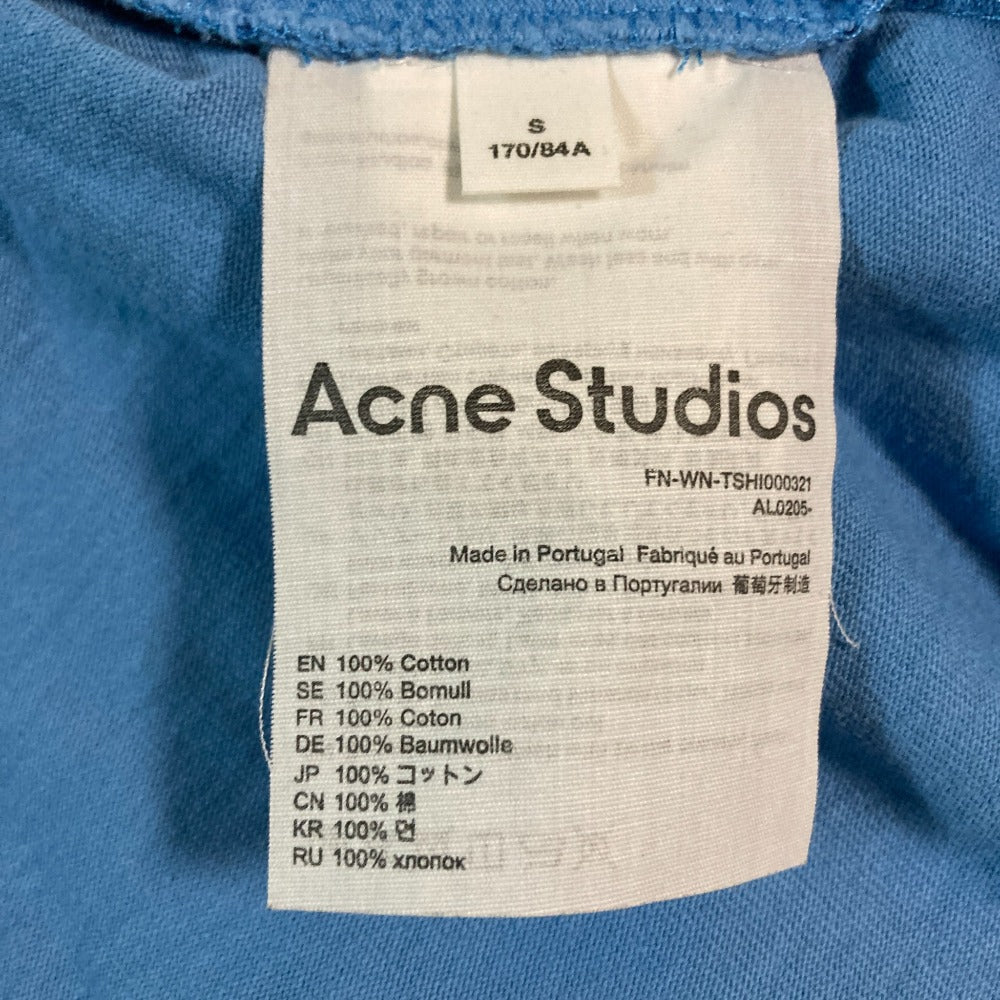 S
170/84A
Acne Studios
FN-WN-TSHI000321
AL0205-
Made in Portugal Fabriqué au Portugal
Сделано в Португалии 葡萄牙制造
EN 100% Cotton
SE 100% Bomull
FR 100% Coton
DE 100% Baumwolle
JP 100% コットン
CN 100% 棉
KR 100% 면
RU 100% хлопок